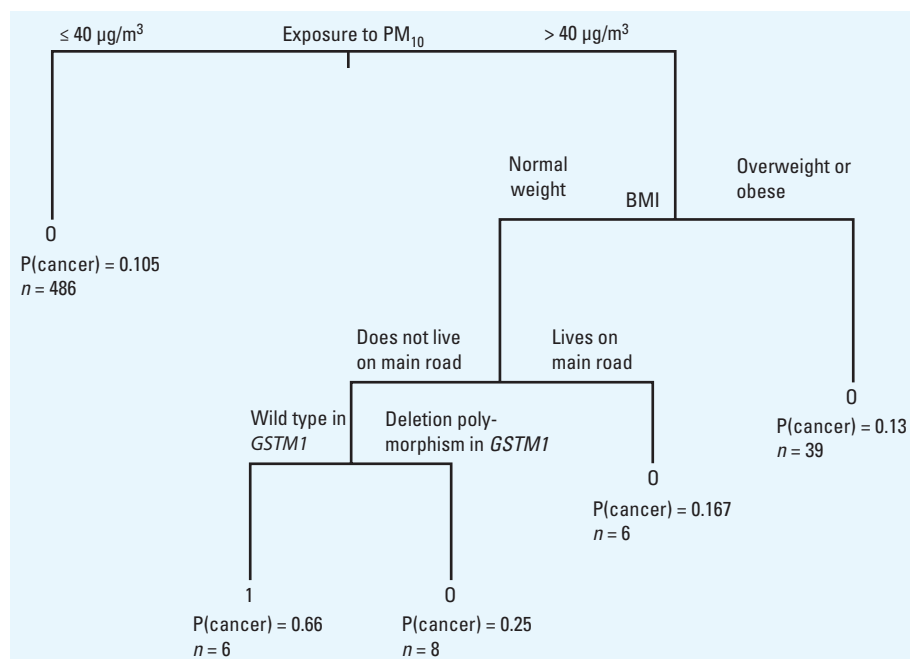 ≤ 40 µg/m³ Exposure to PM₁₀ > 40 µg/m³
Normal
weight
BMI
Overweight or
obese
0
P(cancer) = 0.105
n = 486
Does not live
on main road
Lives on
main road
0
P(cancer) = 0.13
n = 39
Wild type in
GSTM1
Deletion poly-
morphism in GSTM1
0
P(cancer) = 0.167
n = 6
1
P(cancer) = 0.66
n = 6
0
P(cancer) = 0.25
n = 8